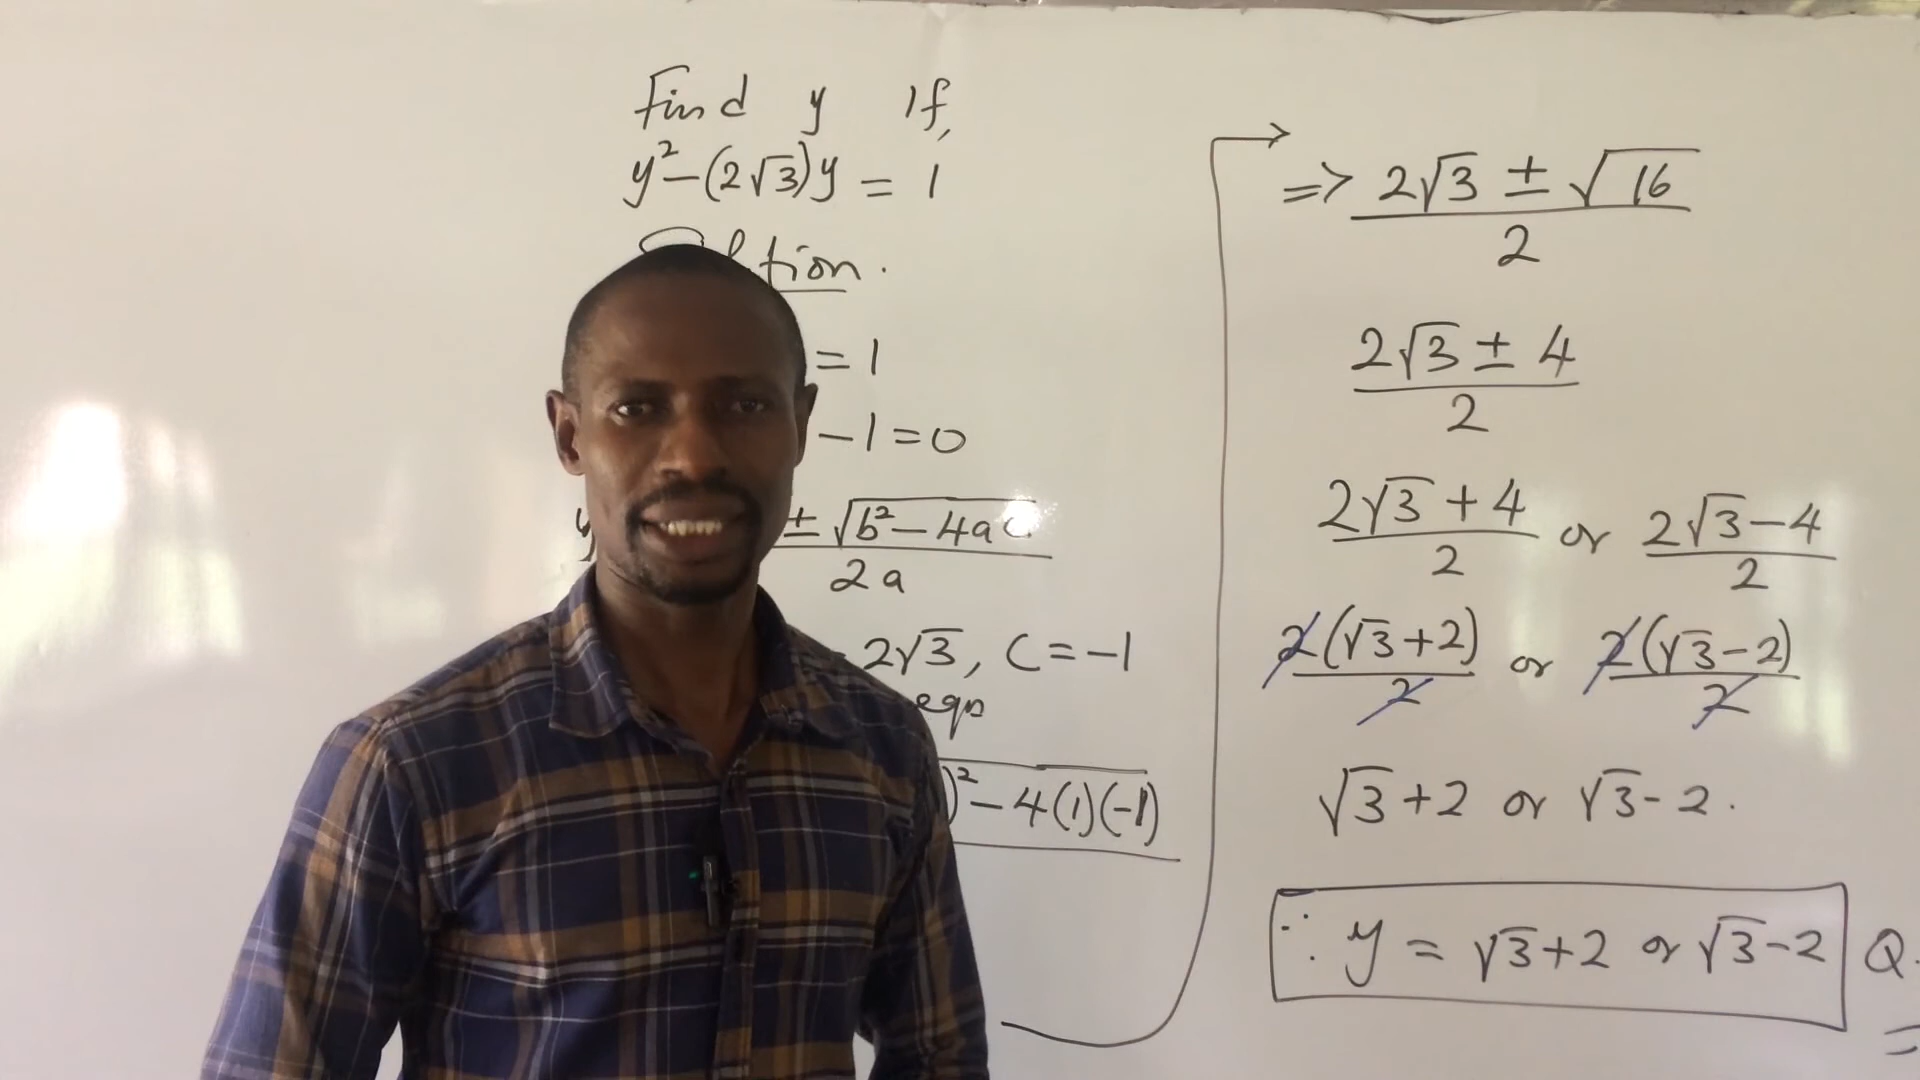 Find y if,
y² – (2√3)y = 1
= 1
– 1 = 0
± √b² – 4ac
2a
2√3, C = –1
eqn
)² – 4(1)(–1)
=> 2√3 ± √16
2
2√3 ± 4
2
2√3 + 4 or 2√3 – 4
2 2
2(√3 + 2) or 2(√3 – 2)
2 2
√3 + 2 or √3 – 2.
∴ y = √3 + 2 or √3 – 2 Q.